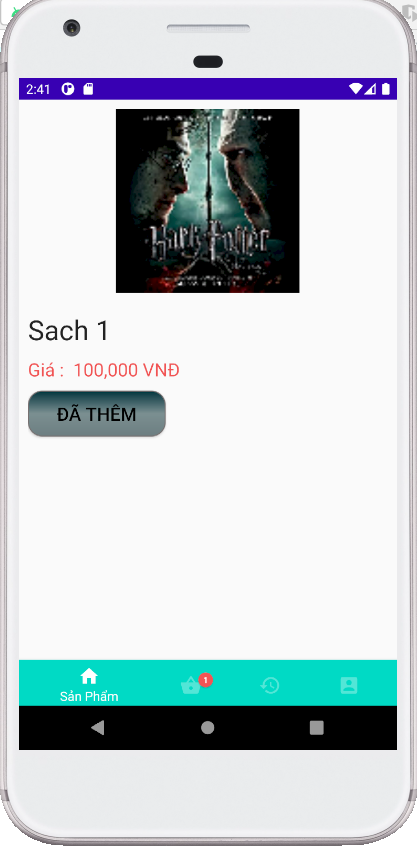 2:41
Harry Potter
Sach 1
Giá : 100,000 VNĐ
ĐÃ THÊM
1
Sản Phẩm